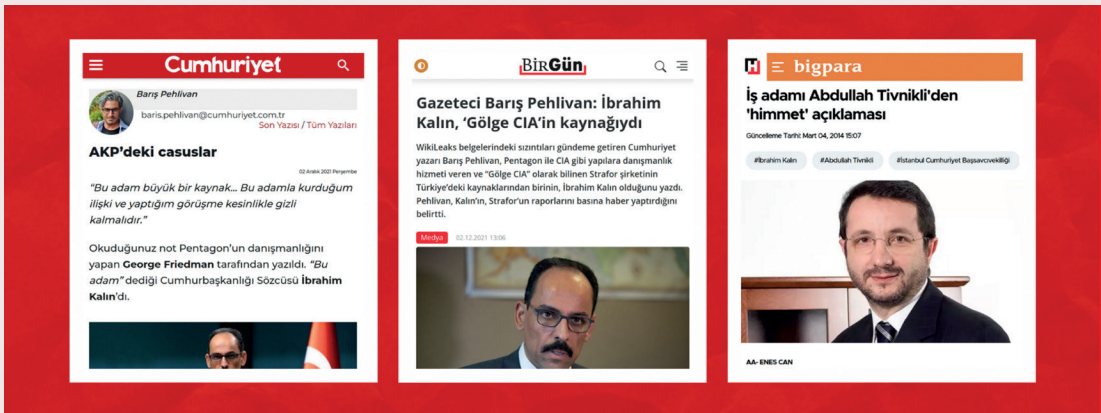 Cumhuriyet
Barış Pehlivan
baris.pehlivan@cumhuriyet.com.tr
Son Yazısı / Tüm Yazıları
AKP’deki casuslar
02 Aralık 2021 Perşembe
“Bu adam büyük bir kaynak... Bu adamla kurduğum
ilişki ve yaptığım görüşme kesinlikle gizli
kalmalıdır.”
Okuduğunuz not Pentagon’un danışmanlığını
yapan George Friedman tarafından yazıldı. “Bu
adam” dediği Cumhurbaşkanlığı Sözcüsü İbrahim
Kalın’dı.
BİRGün
Gazeteci Barış Pehlivan: İbrahim
Kalın, ‘Gölge CIA’in kaynağıydı
WikiLeaks belgelerindeki sızıntıları gündeme getiren Cumhuriyet
yazarı Barış Pehlivan, Pentagon ile CIA gibi yapılara danışmanlık
hizmeti veren ve “Gölge CIA” olarak bilinen Strafor şirketinin
Türkiye’deki kaynaklarından birinin, İbrahim Kalın olduğunu yazdı.
Pehlivan, Kalın’ın, Strafor’un raporlarını basına haber yaptırdığını
belirtti.
Medya 02.12.2021 13:06
H bigpara
İş adamı Abdullah Tivnikli’den
'himmet' açıklaması
Güncelleme Tarihi: Mart 04, 2014 15:07
#İbrahim Kalın #Abdullah Tivnikli #İstanbul Cumhuriyet Başsavcıvekilliği
AA- ENES CAN